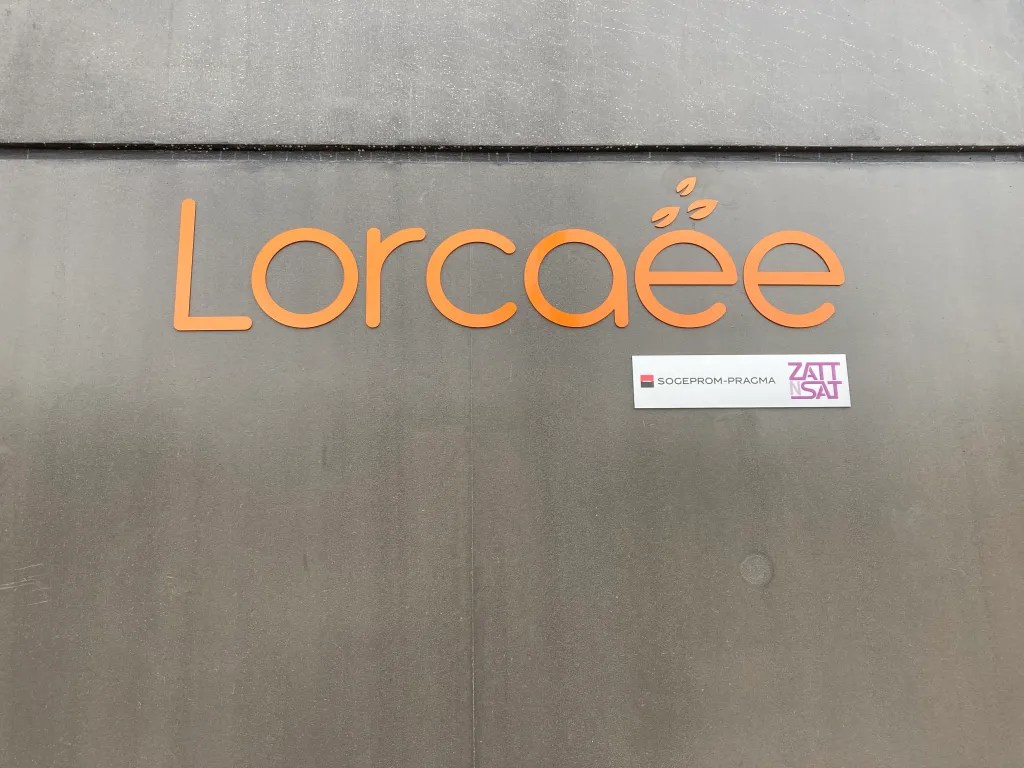 Lorcaée
SOGEPROM-PRAGMA
ZATT
N SAT